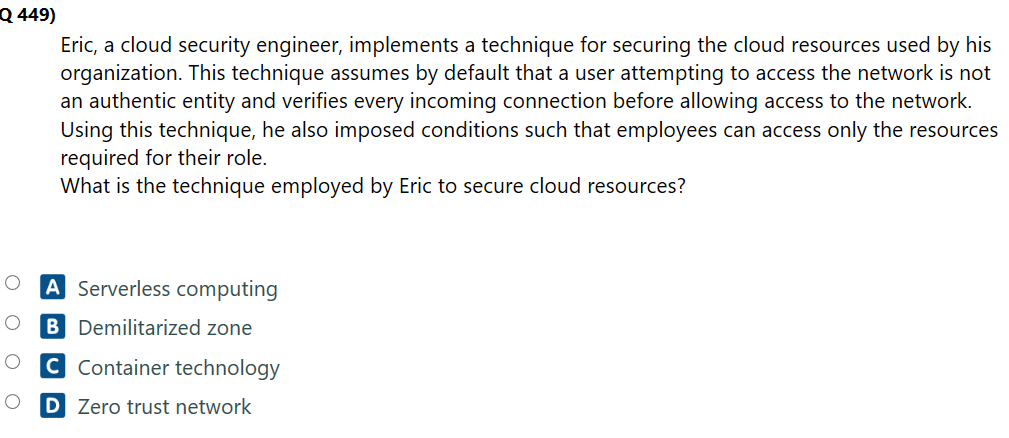 Q 449)
Eric, a cloud security engineer, implements a technique for securing the cloud resources used by his
organization. This technique assumes by default that a user attempting to access the network is not
an authentic entity and verifies every incoming connection before allowing access to the network.
Using this technique, he also imposed conditions such that employees can access only the resources
required for their role.
What is the technique employed by Eric to secure cloud resources?
A Serverless computing
B Demilitarized zone
C Container technology
D Zero trust network